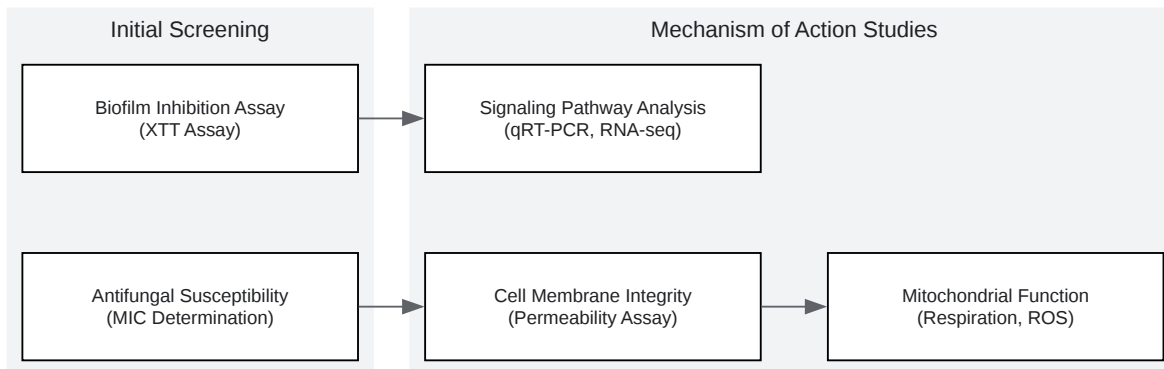 Initial Screening
Mechanism of Action Studies
Biofilm Inhibition Assay
(XTT Assay)
Signaling Pathway Analysis
(qRT-PCR, RNA-seq)
Antifungal Susceptibility
(MIC Determination)
Cell Membrane Integrity
(Permeability Assay)
Mitochondrial Function
(Respiration, ROS)